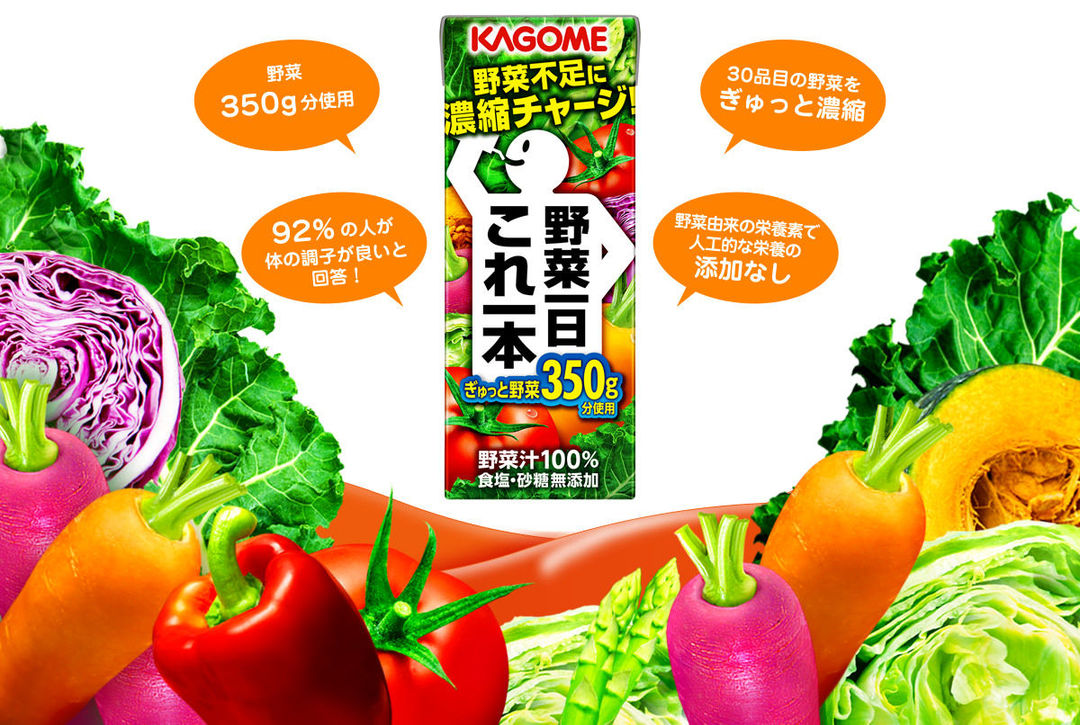 野菜
350g分使用
92%の人が
体の調子が良いと
回答！
KAGOME
野菜不足に
濃縮チャージ!
野菜一日
これ一本
ぎゅっと野菜350g
分使用
野菜汁100%
食塩・砂糖無添加
30品目の野菜を
ぎゅっと濃縮
野菜由来の栄養素で
人工的な栄養の
添加なし